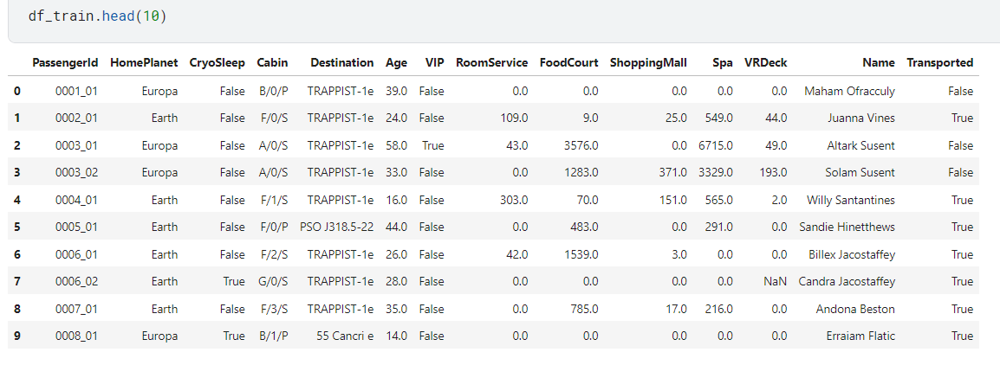 df_train.head(10)
PassengerId HomePlanet CryoSleep Cabin Destination Age VIP RoomService FoodCourt ShoppingMall Spa VRDeck Name Transported
0 0001_01 Europa False B/0/P TRAPPIST-1e 39.0 False 0.0 0.0 0.0 0.0 0.0 Maham Ofracculy False
1 0002_01 Earth False F/0/S TRAPPIST-1e 24.0 False 109.0 9.0 25.0 549.0 44.0 Juanna Vines True
2 0003_01 Europa False A/0/S TRAPPIST-1e 58.0 True 43.0 3576.0 0.0 6715.0 49.0 Altark Susent False
3 0003_02 Europa False A/0/S TRAPPIST-1e 33.0 False 0.0 1283.0 371.0 3329.0 193.0 Solam Susent False
4 0004_01 Earth False F/1/S TRAPPIST-1e 16.0 False 303.0 70.0 151.0 565.0 2.0 Willy Santantines True
5 0005_01 Earth False F/0/P PSO J318.5-22 44.0 False 0.0 483.0 0.0 291.0 0.0 Sandie Hinetthews True
6 0006_01 Earth False F/2/S TRAPPIST-1e 26.0 False 42.0 1539.0 3.0 0.0 0.0 Billex Jacostaffey True
7 0006_02 Earth True G/0/S TRAPPIST-1e 28.0 False 0.0 0.0 0.0 0.0 NaN Candra Jacostaffey True
8 0007_01 Earth False F/3/S TRAPPIST-1e 35.0 False 0.0 785.0 17.0 216.0 0.0 Andona Beston True
9 0008_01 Europa True B/1/P 55 Cancri e 14.0 False 0.0 0.0 0.0 0.0 0.0 Erraiam Flatic True